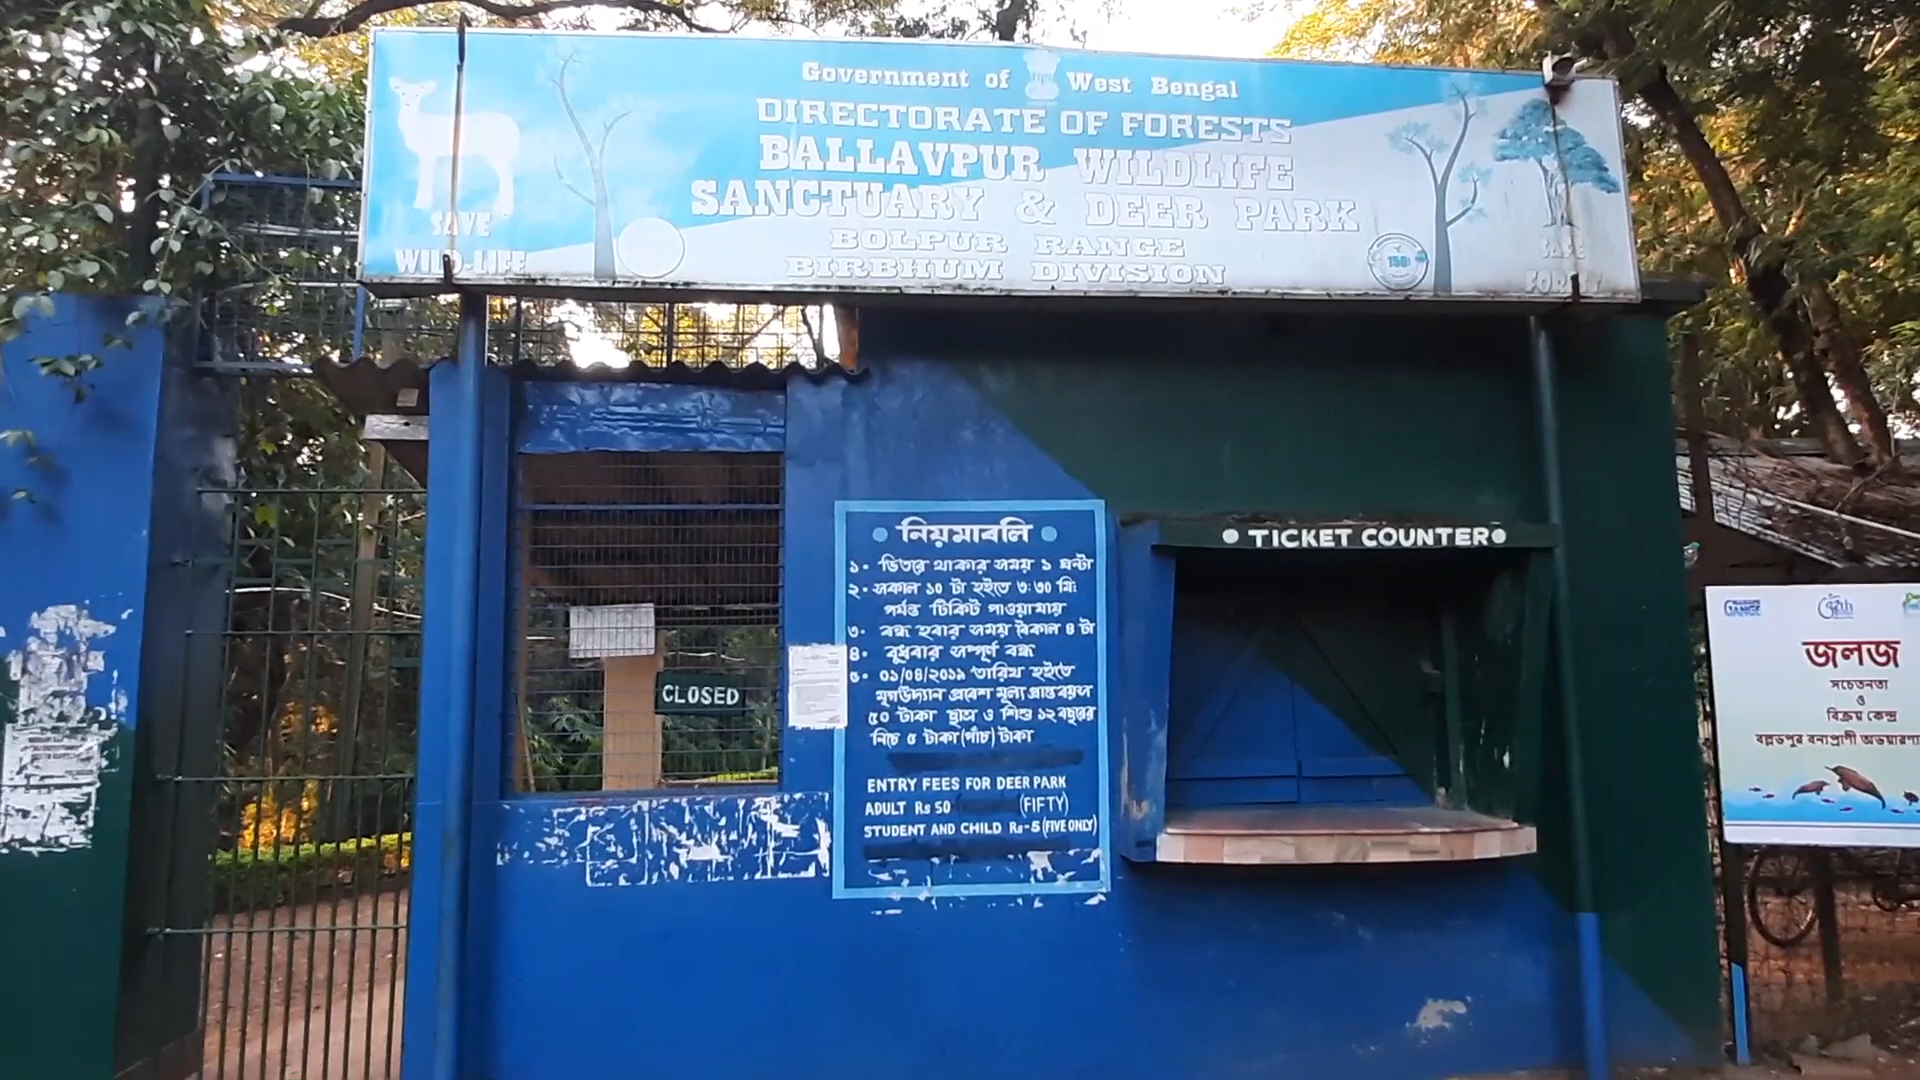 Government of West Bengal
DIRECTORATE OF FORESTS
BALLAVPUR WILDLIFE
SANCTUARY & DEER PARK
BOLPUR RANGE
BIRBHUM DIVISION
SAVE
WILD-LIFE
150
SAVE
FOREST
CLOSED
নিয়মাবলি
১. ভিতরে থাকার সময় ১ ঘন্টা
২. সকাল ১০ টা হইতে ৩:৩০ মিঃ
পর্যন্ত টিকিট পাওয়া যায়
৩. বন্ধ হবার সময় বৈকাল ৪ টা
৪. বুধবার সম্পূর্ণ বন্ধ
৫. ০১/০৪/২০১৯ তারিখ হইতে
মৃগউদ্যান প্রবেশ মূল্য প্রাপ্তবয়স্ক
৫০ টাকা ছাত্র ও শিশু ১২ বছরের
নিচে ৫ টাকা (পাঁচ) টাকা
ENTRY FEES FOR DEER PARK
ADULT Rs 50 (FIFTY)
STUDENT AND CHILD Rs-5 (FIVE ONLY)
TICKET COUNTER
জলজ
সচেতনতা
ও
বিক্রয় কেন্দ্র
বল্লভপুর বন্যপ্রাণী